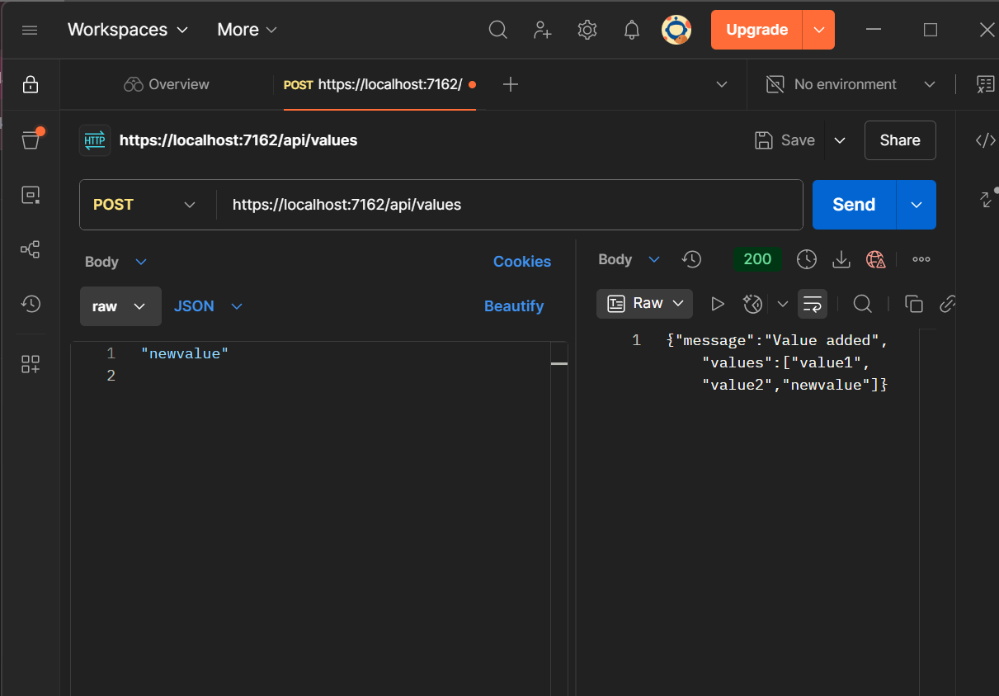 Workspaces More Upgrade
Overview POST https://localhost:7162/ No environment
HTTP https://localhost:7162/api/values Save Share
POST https://localhost:7162/api/values Send
Body Cookies
raw JSON Beautify
1 "newvalue"
2
Body 200
Raw
1 {"message":"Value added",
"values":["value1",
"value2","newvalue"]}